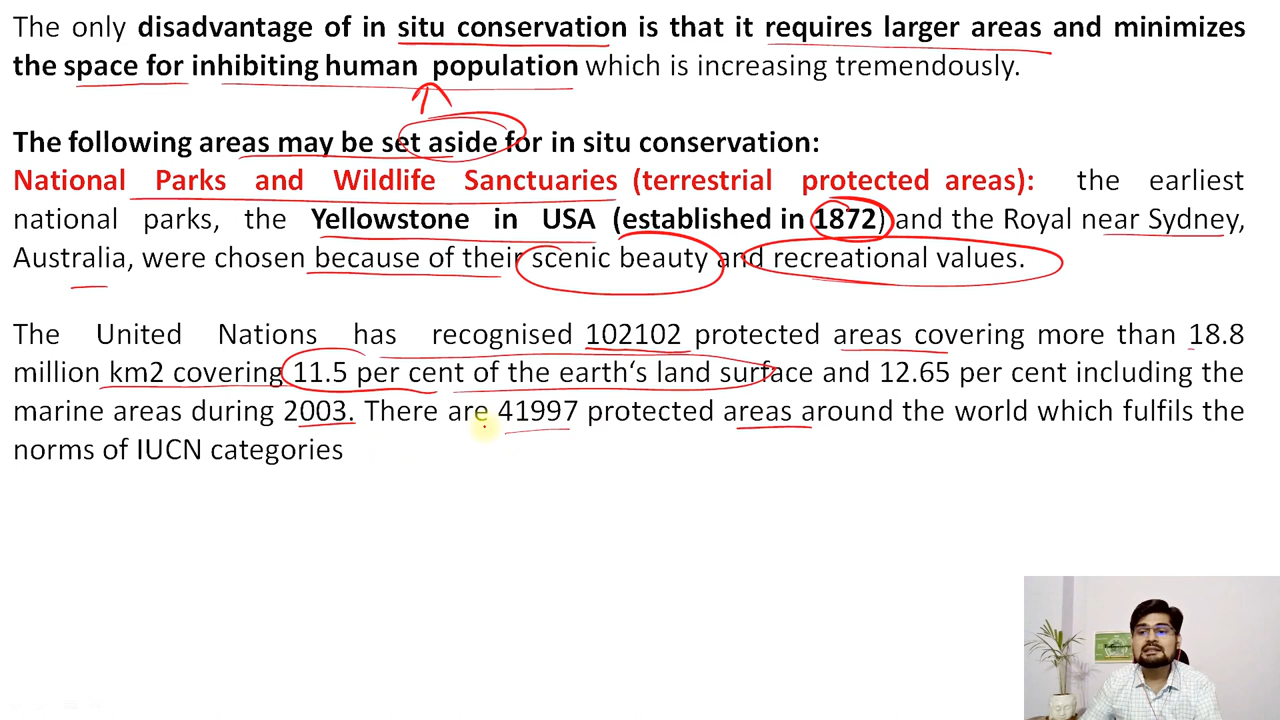 The only disadvantage of in situ conservation is that it requires larger areas and minimizes
the space for inhibiting human population which is increasing tremendously.
The following areas may be set aside for in situ conservation:
National Parks and Wildlife Sanctuaries (terrestrial protected areas): the earliest
national parks, the Yellowstone in USA (established in 1872) and the Royal near Sydney,
Australia, were chosen because of their scenic beauty and recreational values.
The United Nations has recognised 102102 protected areas covering more than 18.8
million km2 covering 11.5 per cent of the earth‘s land surface and 12.65 per cent including the
marine areas during 2003. There are 41997 protected areas around the world which fulfils the
norms of IUCN categories